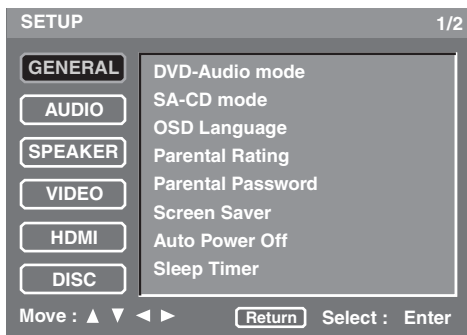 SETUP 1/2
GENERAL
AUDIO
SPEAKER
VIDEO
HDMI
DISC
DVD-Audio mode
SA-CD mode
OSD Language
Parental Rating
Parental Password
Screen Saver
Auto Power Off
Sleep Timer
Move : ▲ ▼ ◄ ► Return Select : Enter